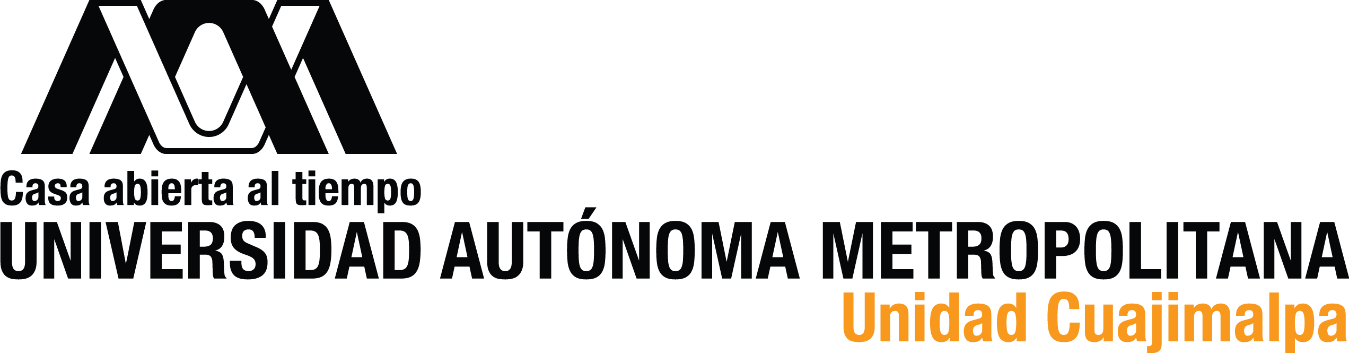 Casa abierta al tiempo
UNIVERSIDAD AUTÓNOMA METROPOLITANA
Unidad Cuajimalpa